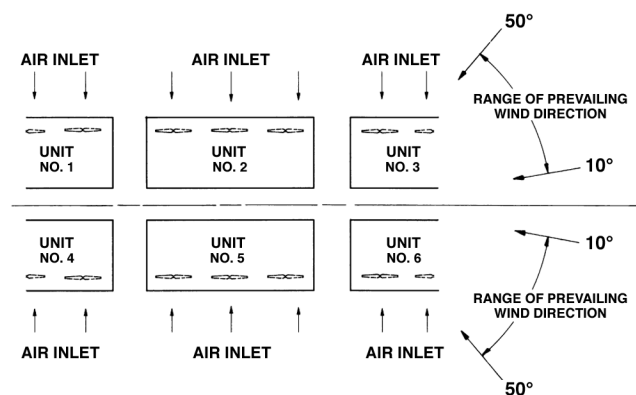 50°
AIR INLET
AIR INLET
AIR INLET
RANGE OF PREVAILING
WIND DIRECTION
UNIT
NO. 1
UNIT
NO. 2
UNIT
NO. 3
10°
UNIT
NO. 4
UNIT
NO. 5
UNIT
NO. 6
10°
RANGE OF PREVAILING
WIND DIRECTION
AIR INLET
AIR INLET
AIR INLET
50°